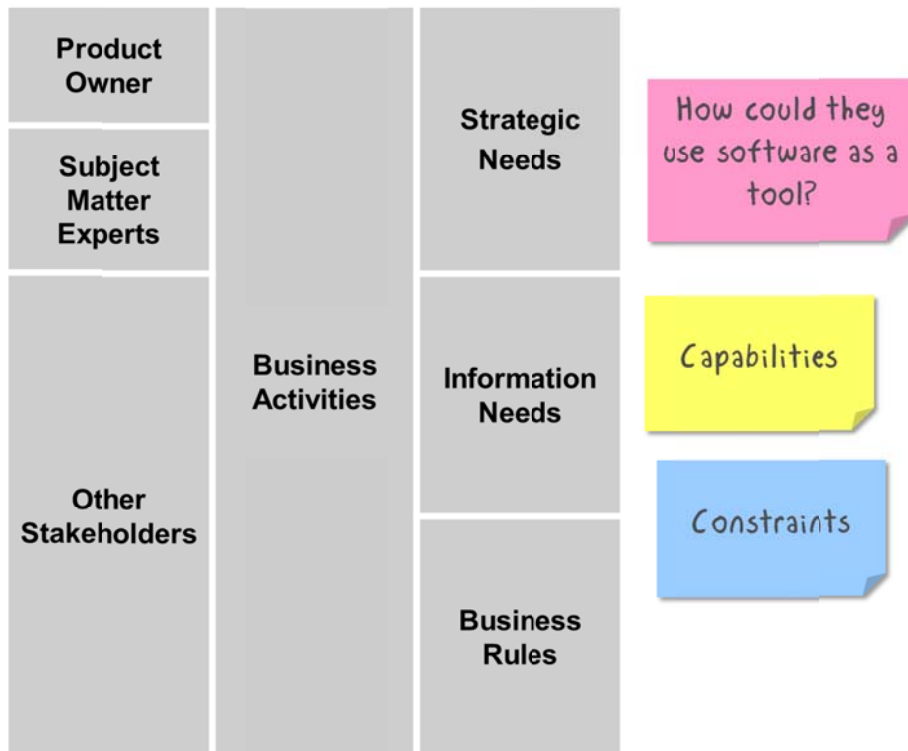 Product
Owner
Subject
Matter
Experts
Other
Stakeholders
Business
Activities
Strategic
Needs
Information
Needs
Business
Rules
How could they
use software as a
tool?
Capabilities
Constraints